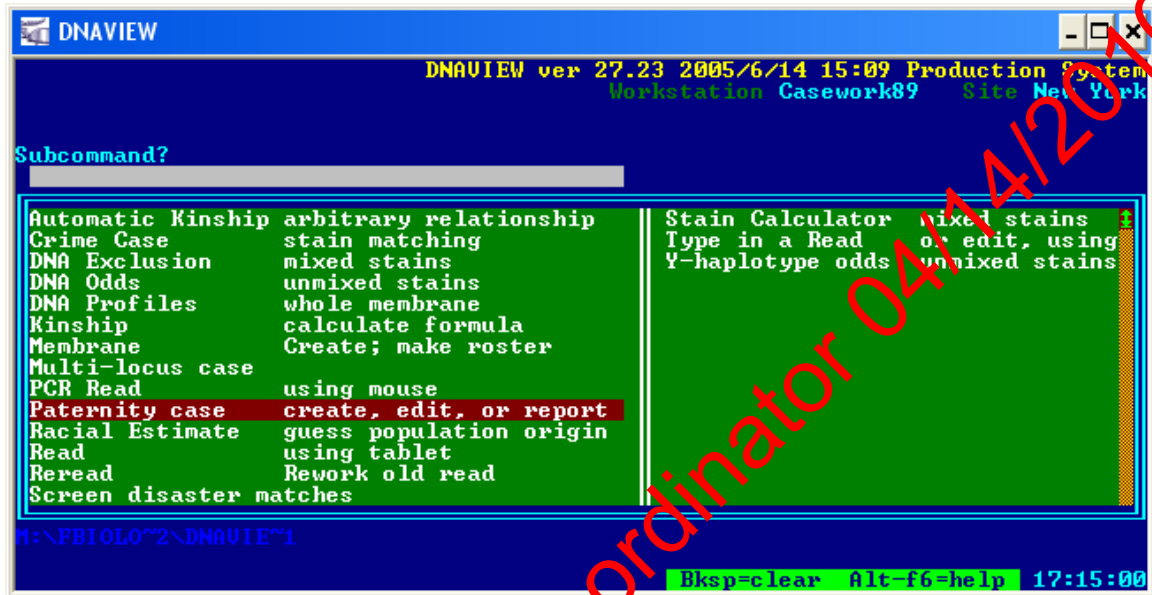 DNAVIEW
DNAVIEW ver 27.23 2005/6/14 15:09 Production System
Workstation Casework89 Site New York
Subcommand?
Automatic Kinship arbitrary relationship
Crime Case stain matching
DNA Exclusion mixed stains
DNA Odds unmixed stains
DNA Profiles whole membrane
Kinship calculate formula
Membrane Create; make roster
Multi-locus case
PCR Read using mouse
Paternity case create, edit, or report
Racial Estimate guess population origin
Read using tablet
Reread Rework old read
Screen disaster matches
Stain Calculator mixed stains
Type in a Read or edit, using
Y-haplotype odds unmixed stains
M:\FBIOLO~2\DNAVIE~1
Bksp=clear Alt-f6=help 17:15:00
ordinator 04/14/2010